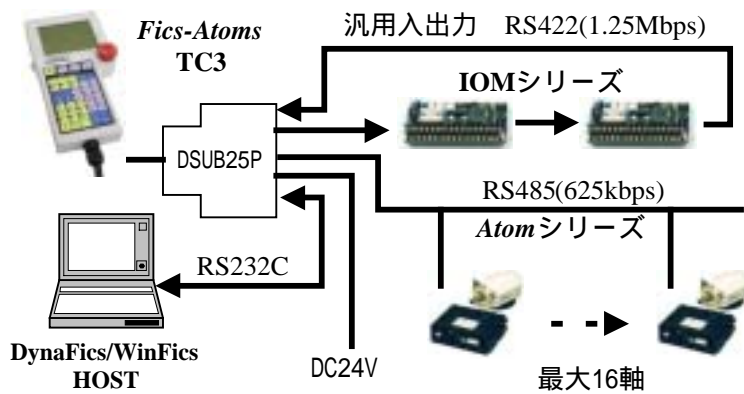 Fics-Atoms
TC3
汎用入出力 RS422(1.25Mbps)
IOMシリーズ
DSUB25P
RS485(625kbps)
Atomシリーズ
RS232C
DynaFics/WinFics
HOST
DC24V
最大16軸